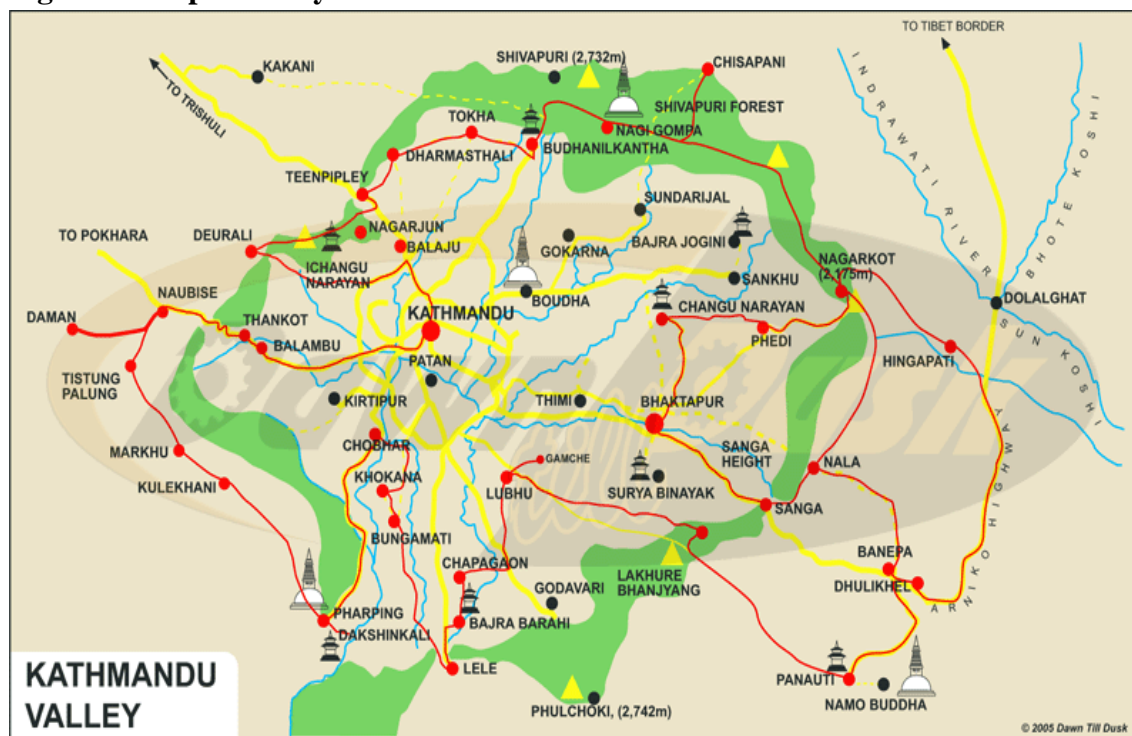 SHIVAPURI (2,732m)
TO TIBET BORDER
KAKANI
CHISAPANI
TO TRISHULI
SHIVAPURI FOREST
TOKHA
NAGI GOMPA
DHARMASTHALI
BUDHANILKANTHA
INDRAWATI RIVER
BHOTE KOSHI
TEENPIPLEY
SUNDARIJAL
TO POKHARA
DEURALI
NAGARJUN
BALAJU
GOKARNA
BAJRA JOGINI
ICHANGU
NARAYAN
NAGARKOT
(2,175m)
SANKHU
NAUBISE
BOUDHA
DOLALGHAT
DAMAN
THANKOT
KATHMANDU
CHANGU NARAYAN
SUN KOSHI
BALAMBU
PHEDI
PATAN
HINGAPATI
TISTUNG
PALUNG
KIRTIPUR
THIMI
BHAKTAPUR
CHOBHAR
MARKHU
SANGA
HEIGHT
GAMCHE
NALA
KHOKANA
KULEKHANI
LUBHU
SURYA BINAYAK
SANGA
BUNGAMATI
ARNIKO HIGHWAY
CHAPAGAON
BANEPA
GODAVARI
LAKHURE
BHANJYANG
DHULIKHEL
PHARPING
DAKSHINKALI
BAJRA BARAHI
LELE
PANAUTI
NAMO BUDDHA
KATHMANDU
VALLEY
PHULCHOKI, (2,742m)
© 2005 Dawn Till Dusk